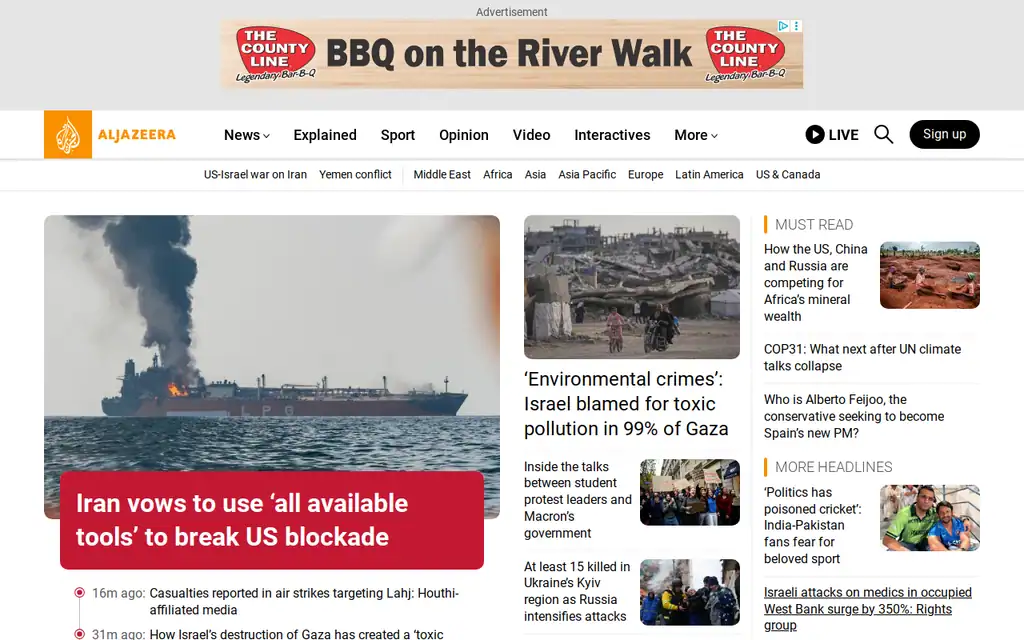 Advertisement
THE COUNTY LINE
Legendary Bar-B-Q
BBQ on the River Walk
THE COUNTY LINE
Legendary Bar-B-Q
ALJAZEERA
News
Explained
Sport
Opinion
Video
Interactives
More
LIVE
Sign up
US-Israel war on Iran
Yemen conflict
Middle East
Africa
Asia
Asia Pacific
Europe
Latin America
US & Canada
LPG
Iran vows to use ‘all available
tools’ to break US blockade
16m ago: Casualties reported in air strikes targeting Lahj: Houthi-
affiliated media
31m ago: How Israel’s destruction of Gaza has created a ‘toxic
‘Environmental crimes’:
Israel blamed for toxic
pollution in 99% of Gaza
Inside the talks
between student
protest leaders and
Macron’s
government
At least 15 killed in
Ukraine’s Kyiv
region as Russia
intensifies attacks
MUST READ
How the US, China
and Russia are
competing for
Africa’s mineral
wealth
COP31: What next after UN climate
talks collapse
Who is Alberto Feijoo, the
conservative seeking to become
Spain’s new PM?
MORE HEADLINES
‘Politics has
poisoned cricket’:
India-Pakistan
fans fear for
beloved sport
Israeli attacks on medics in occupied
West Bank surge by 350%: Rights
group